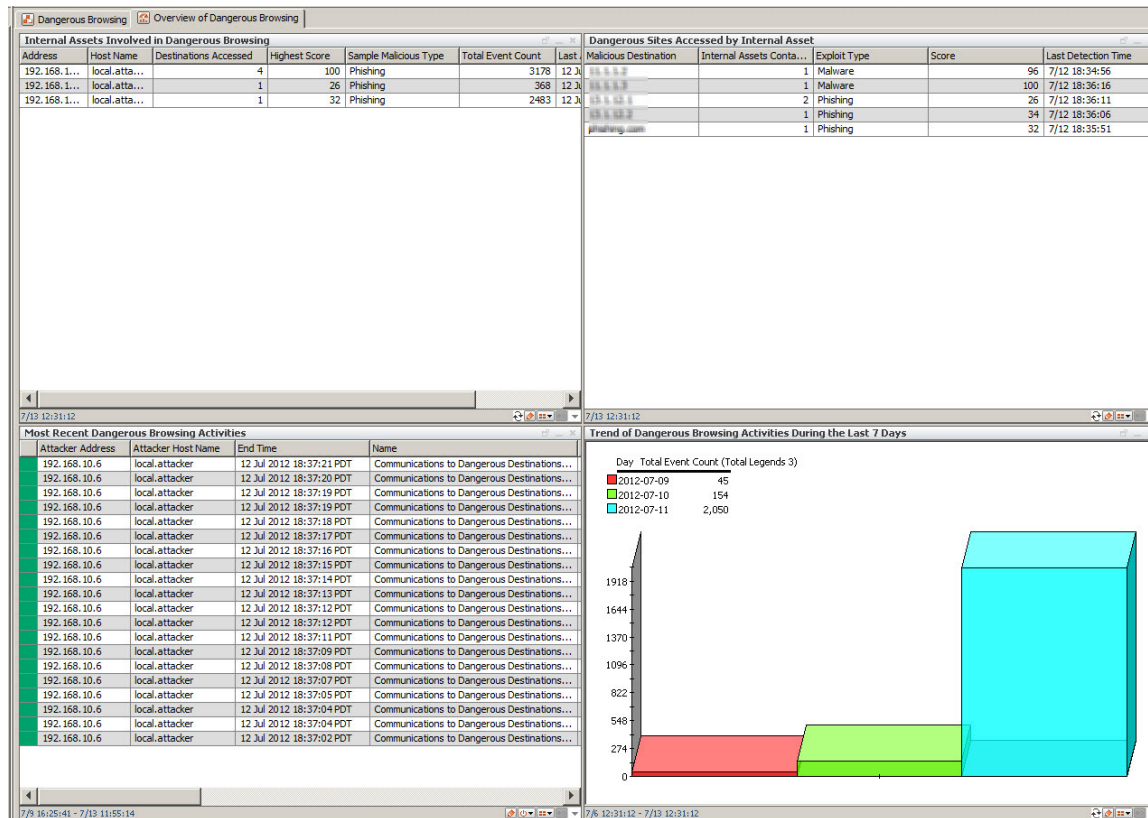 Dangerous Browsing Overview of Dangerous Browsing
Internal Assets Involved in Dangerous Browsing
Address Host Name Destinations Accessed Highest Score Sample Malicious Type Total Event Count Last
192.168.1... local.atta... 4 100 Phishing 3178 12 Ju
192.168.1... local.atta... 1 26 Phishing 368 12 Ju
192.168.1... local.atta... 1 32 Phishing 2483 12 Ju
7/13 12:31:12
Dangerous Sites Accessed by Internal Asset
Malicious Destination Internal Assets Conta... Exploit Type Score Last Detection Time
1 Malware 96 7/12 18:34:56
1 Malware 100 7/12 18:36:16
2 Phishing 26 7/12 18:36:11
1 Phishing 34 7/12 18:36:06
1 Phishing 32 7/12 18:35:51
7/13 12:31:12
Most Recent Dangerous Browsing Activities
Attacker Address Attacker Host Name End Time Name
192.168.10.6 local.attacker 12 Jul 2012 18:37:21 PDT Communications to Dangerous Destinations...
192.168.10.6 local.attacker 12 Jul 2012 18:37:20 PDT Communications to Dangerous Destinations...
192.168.10.6 local.attacker 12 Jul 2012 18:37:19 PDT Communications to Dangerous Destinations...
192.168.10.6 local.attacker 12 Jul 2012 18:37:19 PDT Communications to Dangerous Destinations...
192.168.10.6 local.attacker 12 Jul 2012 18:37:18 PDT Communications to Dangerous Destinations...
192.168.10.6 local.attacker 12 Jul 2012 18:37:17 PDT Communications to Dangerous Destinations...
192.168.10.6 local.attacker 12 Jul 2012 18:37:16 PDT Communications to Dangerous Destinations...
192.168.10.6 local.attacker 12 Jul 2012 18:37:15 PDT Communications to Dangerous Destinations...
192.168.10.6 local.attacker 12 Jul 2012 18:37:14 PDT Communications to Dangerous Destinations...
192.168.10.6 local.attacker 12 Jul 2012 18:37:13 PDT Communications to Dangerous Destinations...
192.168.10.6 local.attacker 12 Jul 2012 18:37:12 PDT Communications to Dangerous Destinations...
192.168.10.6 local.attacker 12 Jul 2012 18:37:12 PDT Communications to Dangerous Destinations...
192.168.10.6 local.attacker 12 Jul 2012 18:37:11 PDT Communications to Dangerous Destinations...
192.168.10.6 local.attacker 12 Jul 2012 18:37:09 PDT Communications to Dangerous Destinations...
192.168.10.6 local.attacker 12 Jul 2012 18:37:08 PDT Communications to Dangerous Destinations...
192.168.10.6 local.attacker 12 Jul 2012 18:37:07 PDT Communications to Dangerous Destinations...
192.168.10.6 local.attacker 12 Jul 2012 18:37:05 PDT Communications to Dangerous Destinations...
192.168.10.6 local.attacker 12 Jul 2012 18:37:04 PDT Communications to Dangerous Destinations...
192.168.10.6 local.attacker 12 Jul 2012 18:37:04 PDT Communications to Dangerous Destinations...
192.168.10.6 local.attacker 12 Jul 2012 18:37:02 PDT Communications to Dangerous Destinations...
7/9 16:25:41 - 7/13 11:55:14
Trend of Dangerous Browsing Activities During the Last 7 Days
Day Total Event Count (Total Legends 3)
2012-07-09 45
2012-07-10 154
2012-07-11 2,050
1918
1644
1370
1096
822
548
274
0
7/6 12:31:12 - 7/13 12:31:12